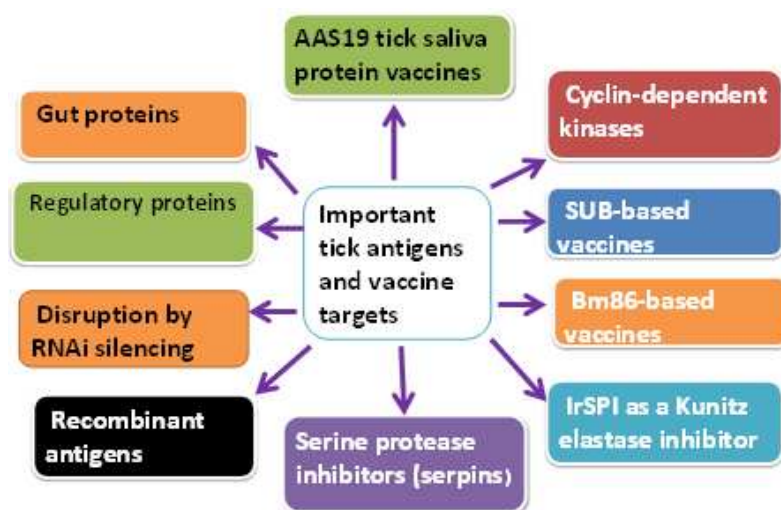 AAS19 tick saliva
protein vaccines
Gut proteins
Cyclin-dependent
kinases
Regulatory proteins
Important
tick antigens
and vaccine
targets
SUB-based
vaccines
Disruption by
RNAi silencing
Bm86-based
vaccines
Recombinant
antigens
Serine protease
inhibitors (serpins)
IrSPI as a Kunitz
elastase inhibitor